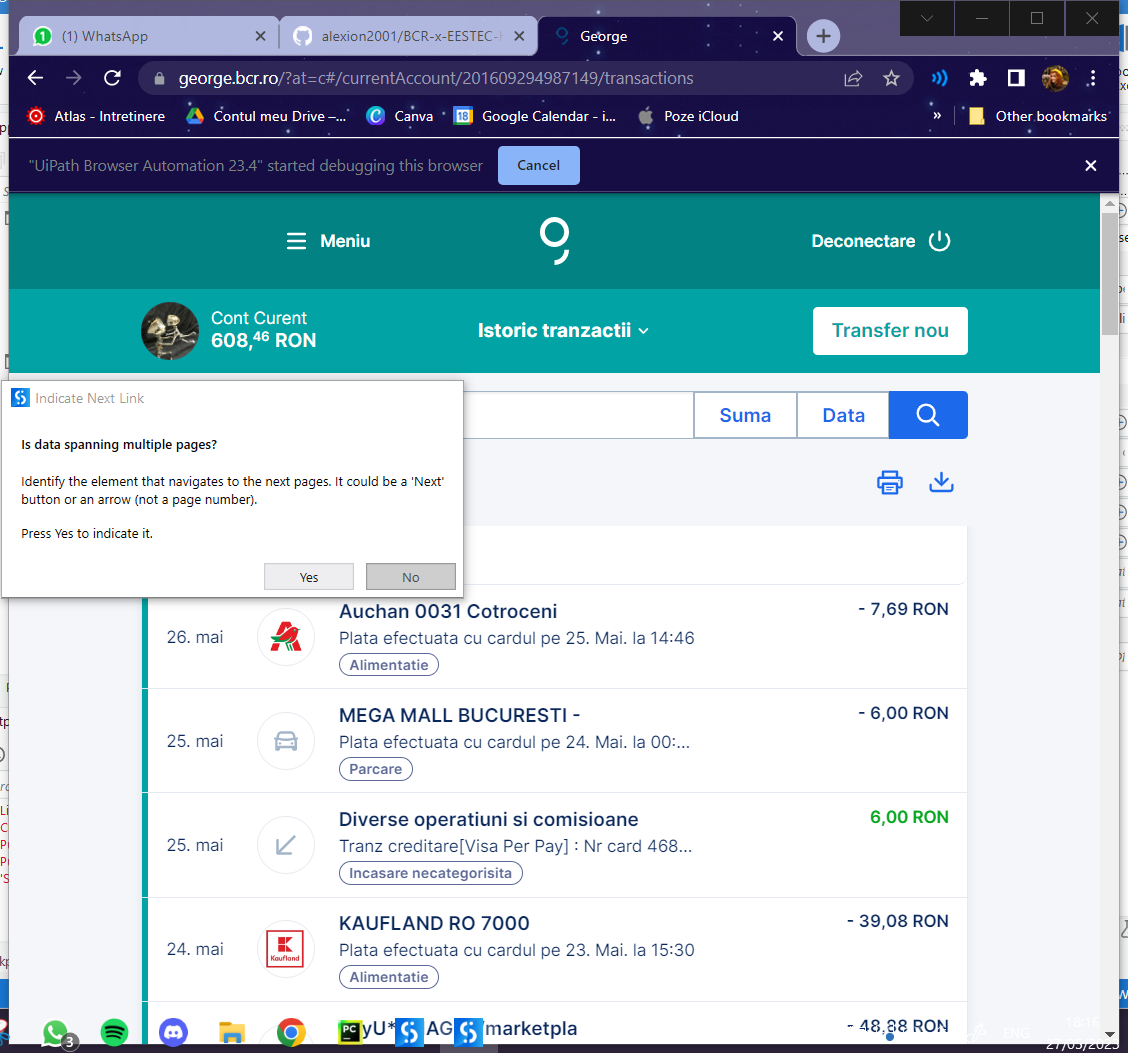 (1) WhatsApp
alexion2001/BCR-x-EESTEC-H
George
george.bcr.ro/?at=c#/currentAccount/201609294987149/transactions
Atlas - Intretinere
Contul meu Drive –...
Canva
Google Calendar - i...
Poze iCloud
»
Other bookmarks
"UiPath Browser Automation 23.4" started debugging this browser
Cancel
Meniu
Deconectare
Cont Curent
608,46 RON
Istoric tranzactii
Transfer nou
Indicate Next Link
Is data spanning multiple pages?
Identify the element that navigates to the next pages. It could be a 'Next'
button or an arrow (not a page number).
Press Yes to indicate it.
Yes
No
Suma
Data
26. mai
Auchan 0031 Cotroceni
- 7,69 RON
Plata efectuata cu cardul pe 25. Mai. la 14:46
Alimentatie
25. mai
MEGA MALL BUCURESTI -
- 6,00 RON
Plata efectuata cu cardul pe 24. Mai. la 00:...
Parcare
25. mai
Diverse operatiuni si comisioane
6,00 RON
Tranz creditare[Visa Per Pay] : Nr card 468...
Incasare necategorisita
24. mai
Kaufland
KAUFLAND RO 7000
- 39,08 RON
Plata efectuata cu cardul pe 23. Mai. la 15:30
Alimentatie
marketpla
- 48,88 RON
3
PC
ENG
18:16
27/05/2023